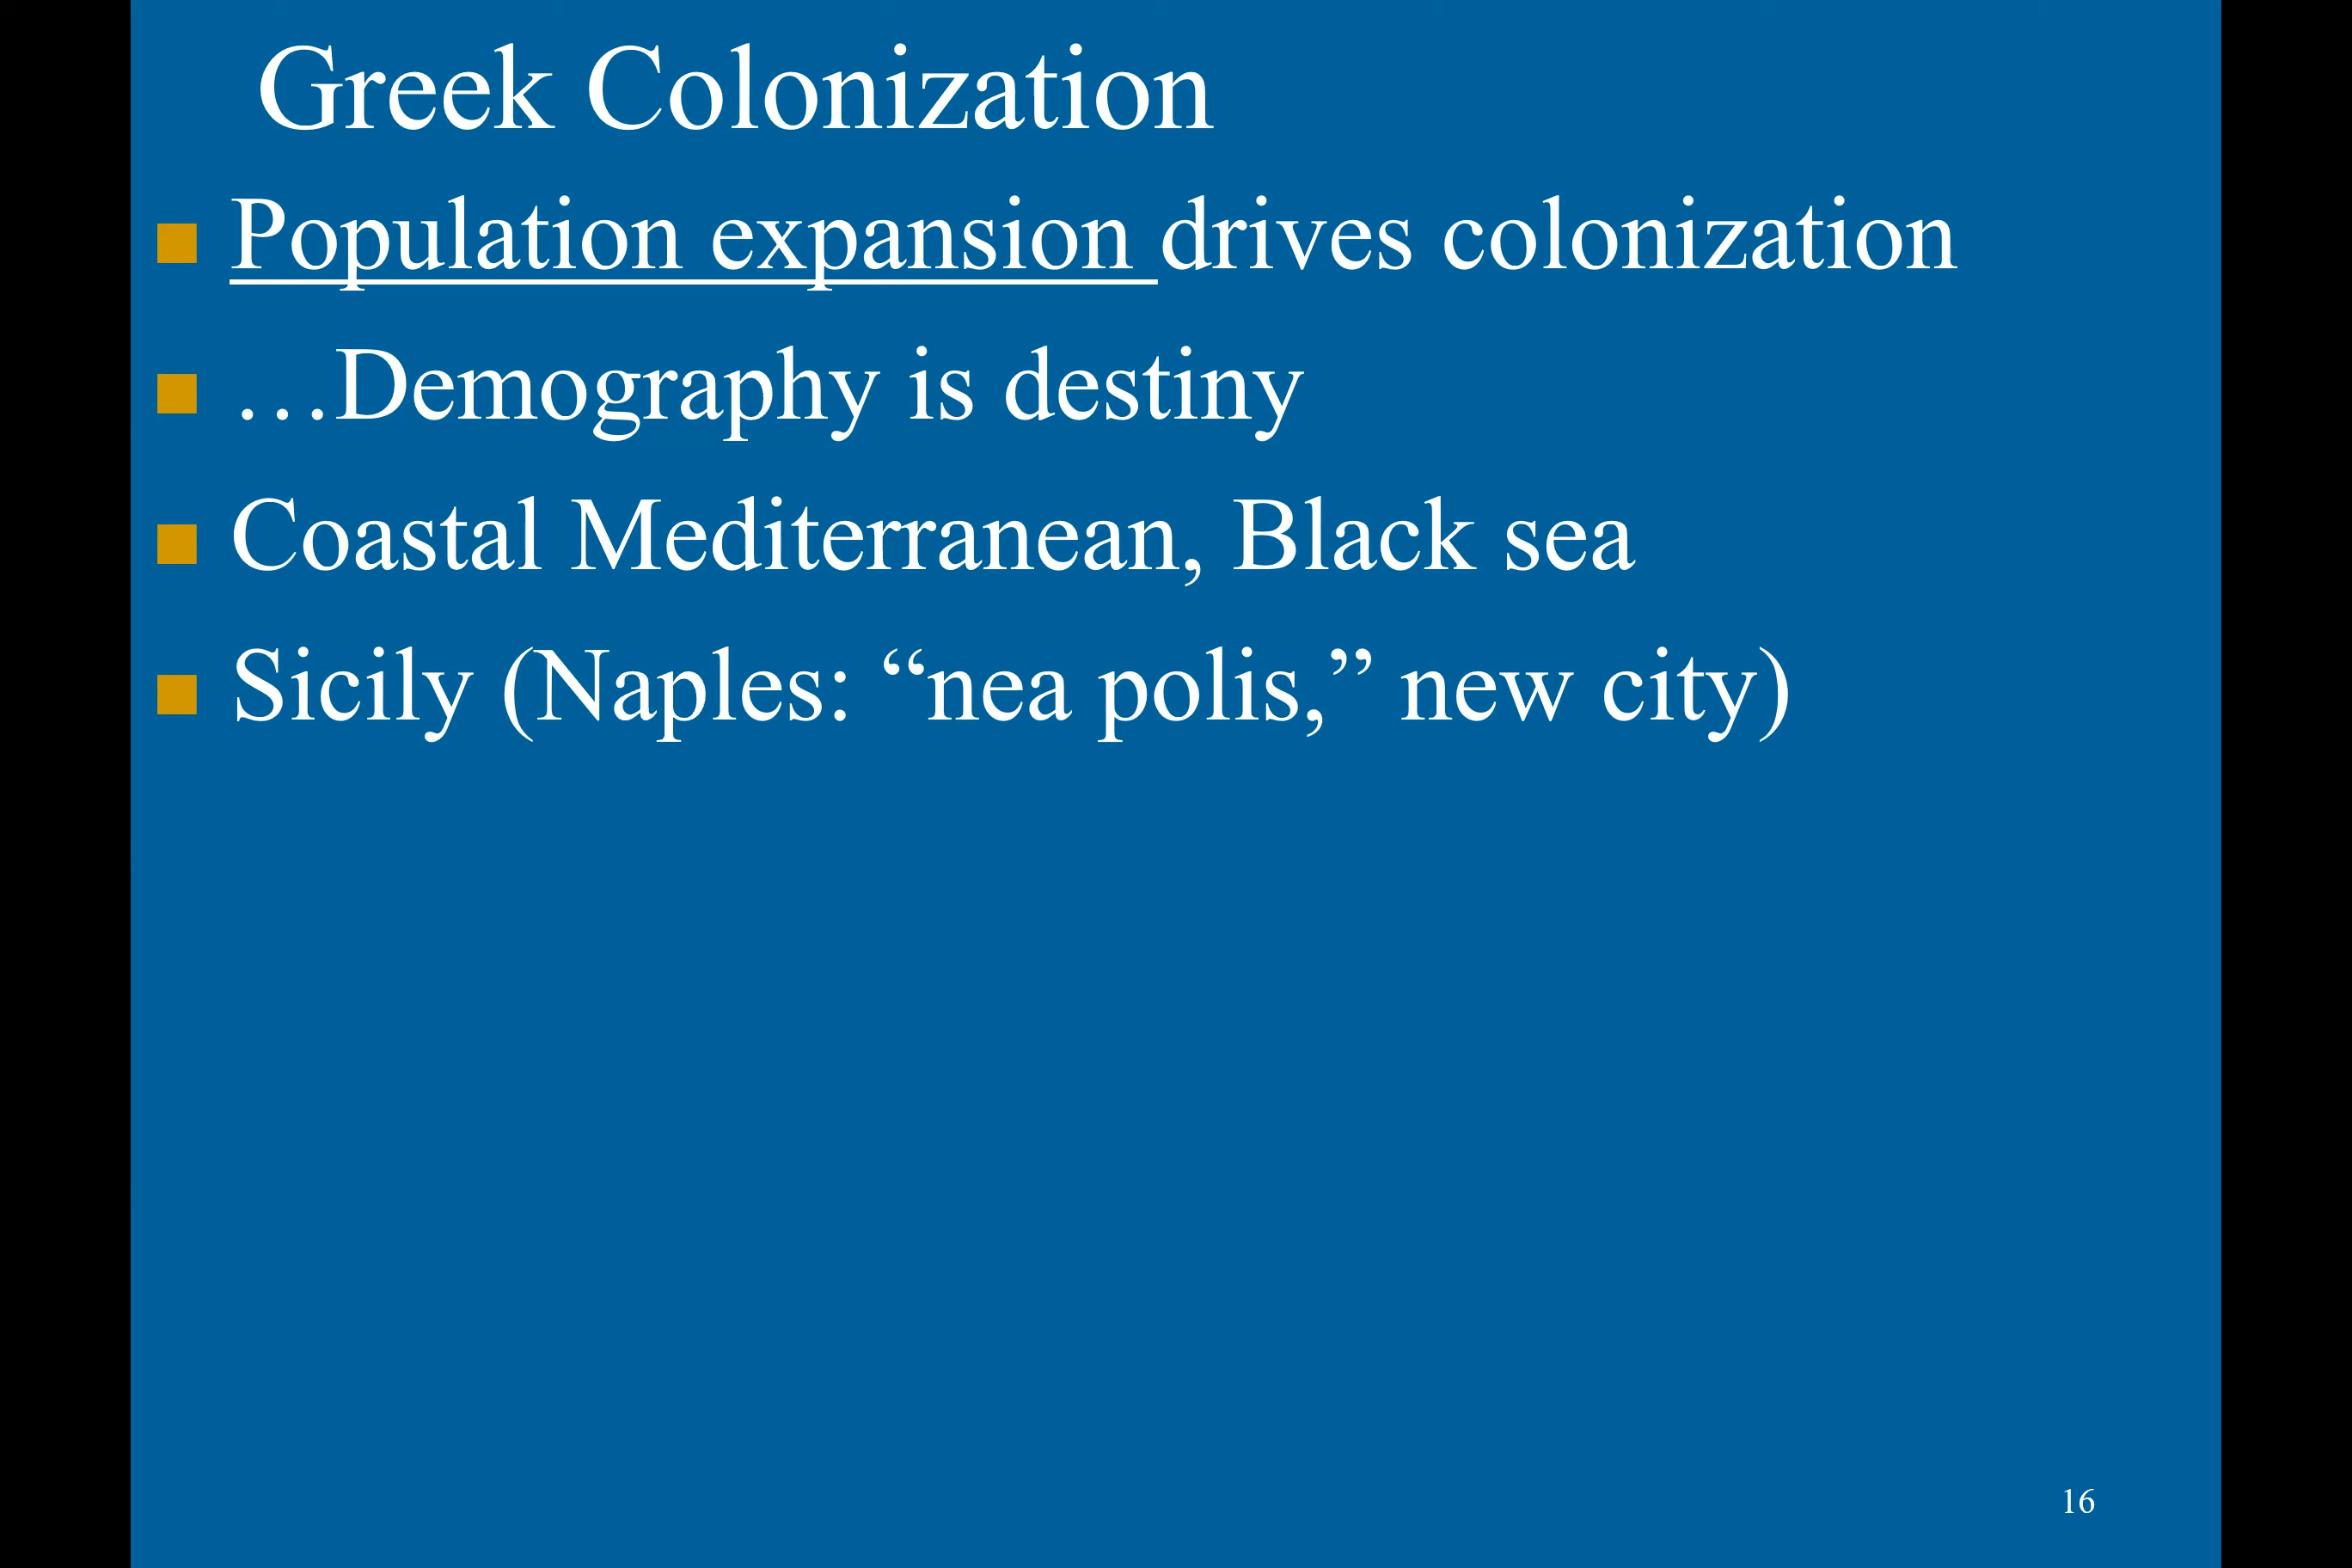 Greek Colonization
Population expansion drives colonization
…Demography is destiny
Coastal Mediterranean, Black sea
Sicily (Naples: “nea polis,” new city)
16